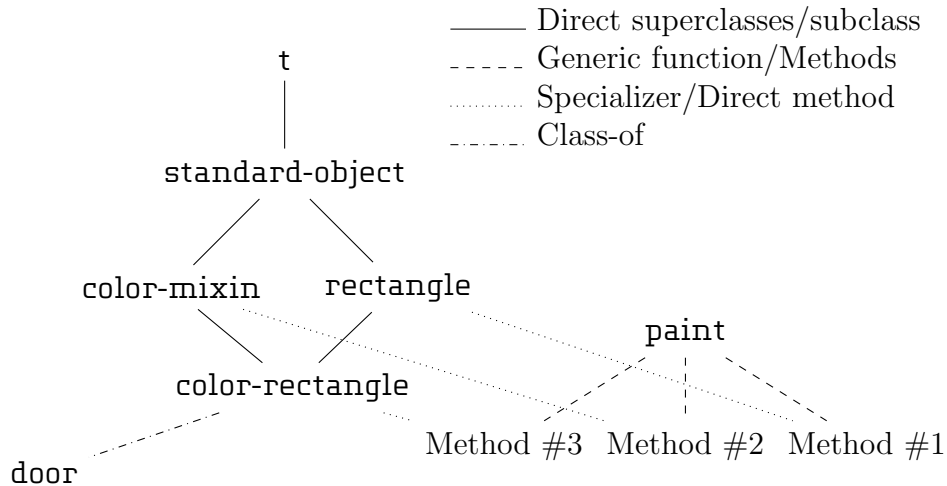 Direct superclasses/subclass
Generic function/Methods
Specializer/Direct method
Class-of
t
standard-object
color-mixin
rectangle
paint
color-rectangle
Method #3
Method #2
Method #1
door